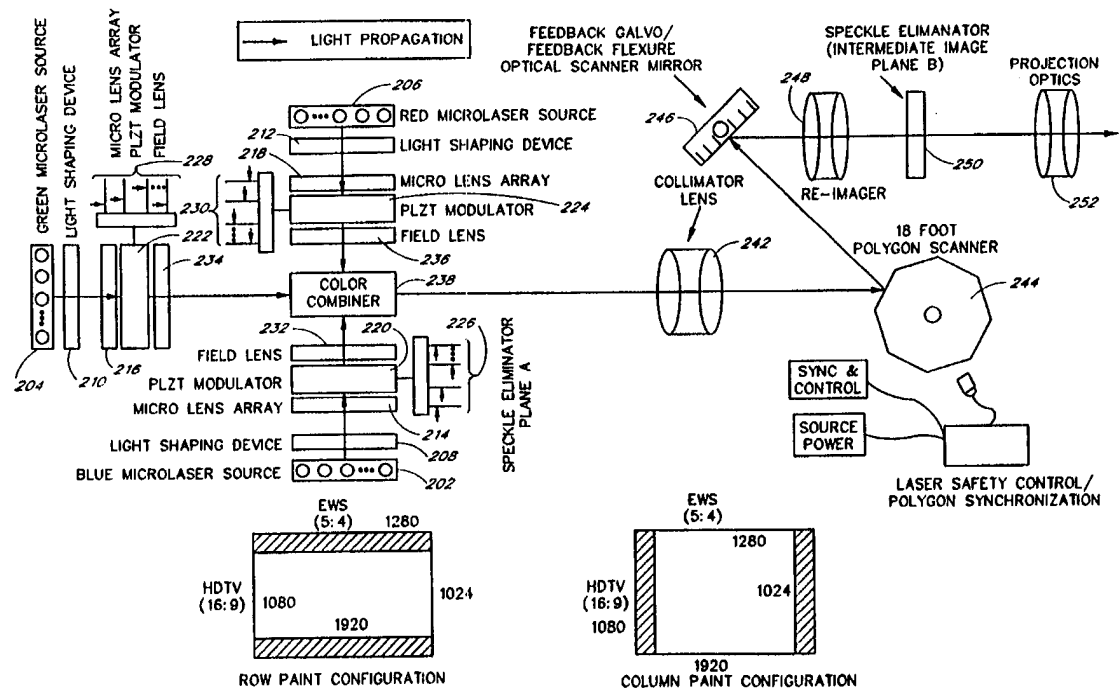 LIGHT PROPAGATION
FEEDBACK GALVO/
FEEDBACK FLEXURE
OPTICAL SCANNER MIRROR
SPECKLE ELIMANATOR
(INTERMEDIATE IMAGE
PLANE B)
PROJECTION
OPTICS
GREEN MICROLASER SOURCE
LIGHT SHAPING DEVICE
MICRO LENS ARRAY
PLZT MODULATOR
FIELD LENS
206
RED MICROLASER SOURCE
212
LIGHT SHAPING DEVICE
218
MICRO LENS ARRAY
PLZT MODULATOR
224
FIELD LENS
236
228
230
222
234
246
248
RE-IMAGER
250
252
COLLIMATOR
LENS
242
18 FOOT
POLYGON SCANNER
244
COLOR
COMBINER
238
204
210
216
232
FIELD LENS
220
226
PLZT MODULATOR
MICRO LENS ARRAY
214
SPECKLE ELIMINATOR
PLANE A
LIGHT SHAPING DEVICE
208
BLUE MICROLASER SOURCE
202
SYNC &
CONTROL
SOURCE
POWER
LASER SAFETY CONTROL/
POLYGON SYNCHRONIZATION
EWS
(5:4)
1280
HDTV
(16:9)
1080
1024
1920
ROW PAINT CONFIGURATION
EWS
(5:4)
1280
HDTV
(16:9)
1080
1024
1920
COLUMN PAINT CONFIGURATION